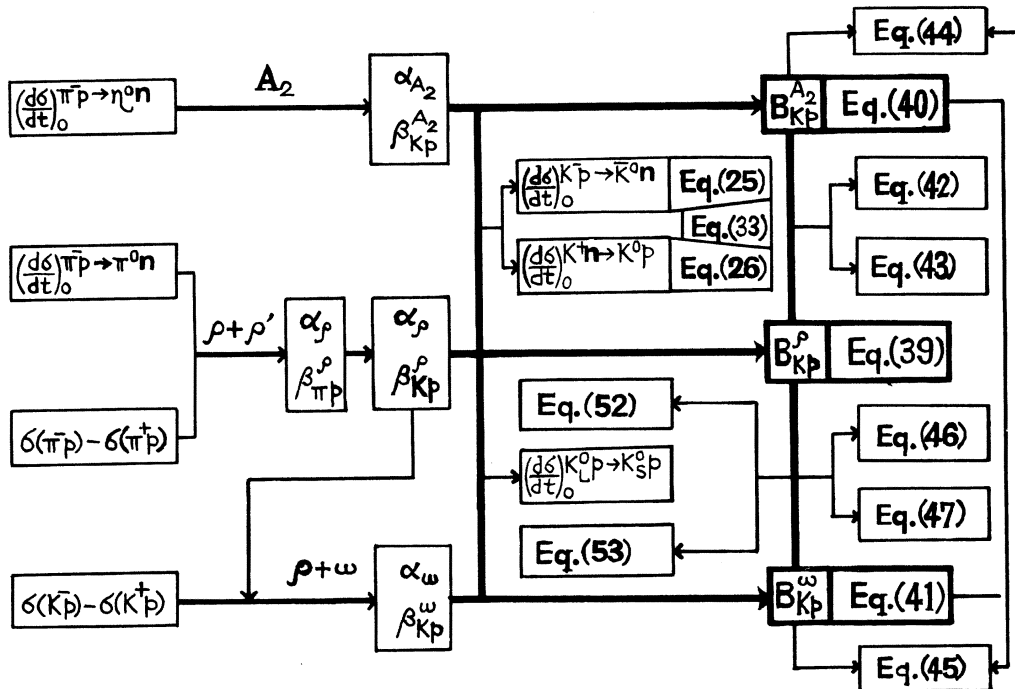 Eq.(44)
(dσ/dt)₀^π⁻p→η⁰n
A₂
α_A₂
β_Kp^A₂
B_Kp^A₂ Eq.(40)
(dσ/dt)₀^K⁻p→K̄⁰n Eq.(25)
Eq.(33)
(dσ/dt)₀^K⁺n→K⁰p Eq.(26)
Eq.(42)
Eq.(43)
(dσ/dt)₀^π⁻p→π⁰n
ρ+ρ′
α_ρ
β_πp^ρ
α_ρ
β_Kp^ρ
B_Kp^ρ Eq.(39)
σ(π⁻p)−σ(π⁺p)
Eq.(52)
(dσ/dt)₀^K_L⁰p→K_S⁰p
Eq.(53)
Eq.(46)
Eq.(47)
σ(K⁻p)−σ(K⁺p)
ρ+ω
α_ω
β_Kp^ω
B_Kp^ω Eq.(41)
Eq.(45)